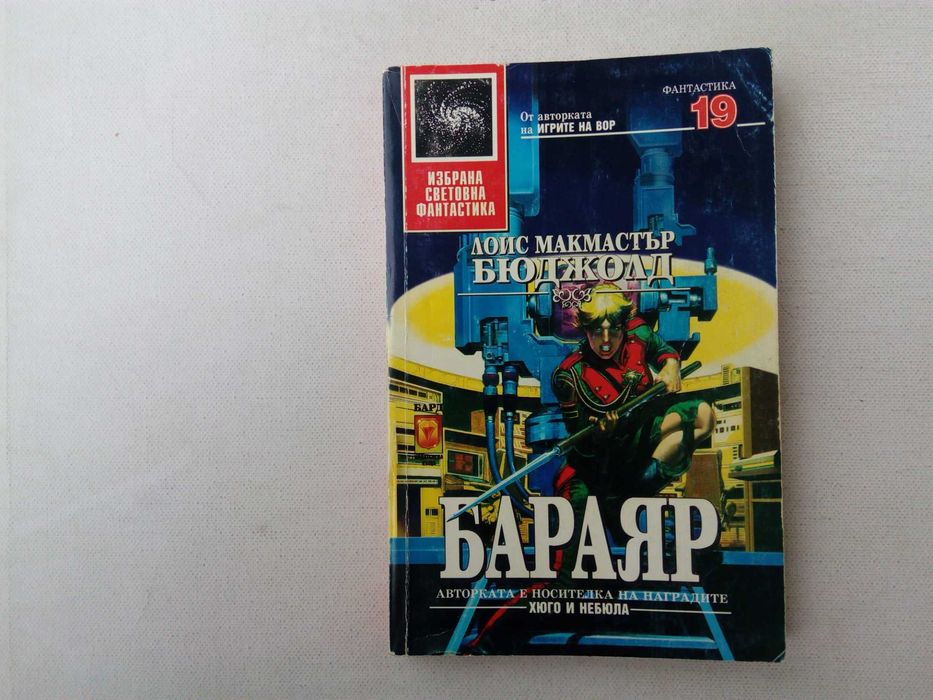 ФАНТАСТИКА
19
От авторката
на ИГРИТЕ НА ВОР
ИЗБРАНА
СВЕТОВНА
ФАНТАСТИКА
ЛОИС МАКМАСТЪР
БЮДЖОЛД
БАРД
БАРАЯР
АВТОРКАТА Е НОСИТЕЛКА НА НАГРАДИТЕ
ХЮГО И НЕБЮЛА